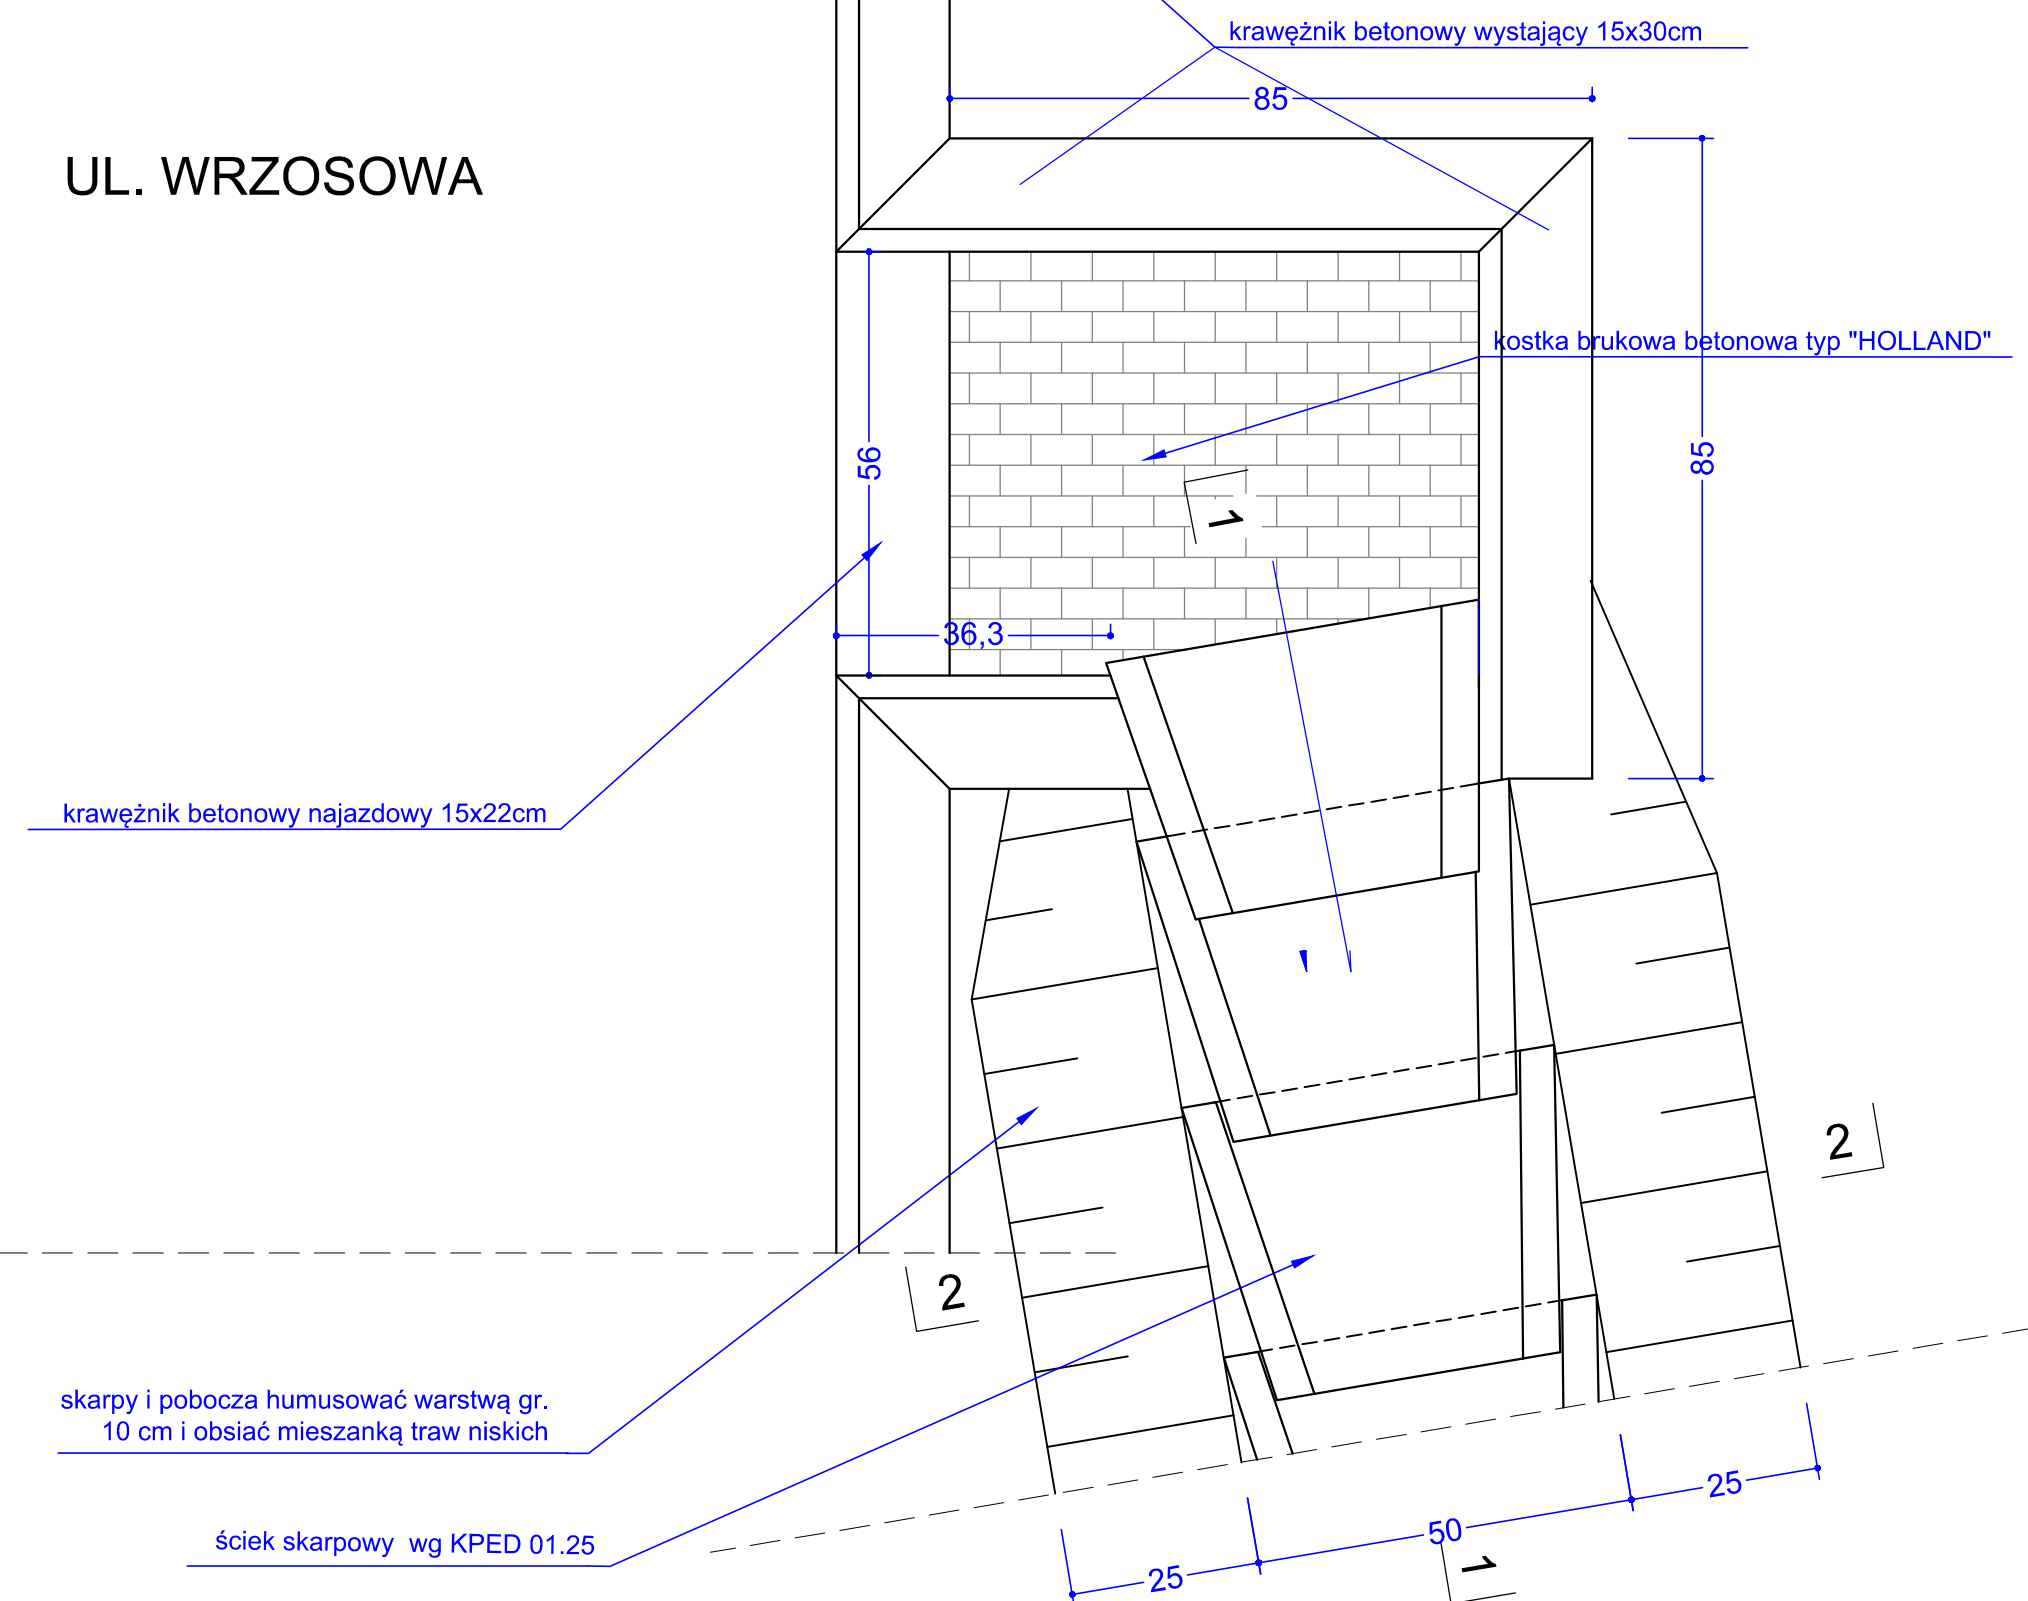 krawężnik betonowy wystający 15x30cm
85
UL. WRZOSOWA
kostka brukowa betonowa typ "HOLLAND"
56
85
1
36,3
krawężnik betonowy najazdowy 15x22cm
2
2
skarpy i pobocza humusować warstwą gr.
10 cm i obsiać mieszanką traw niskich
ściek skarpowy wg KPED 01.25
25
50
25
1